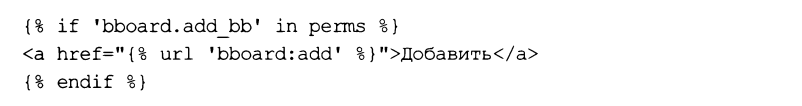 {% if 'bboard.add_bb' in perms %}
<a href="{% url 'bboard:add' %}">Добавить</a>
{% endif %}